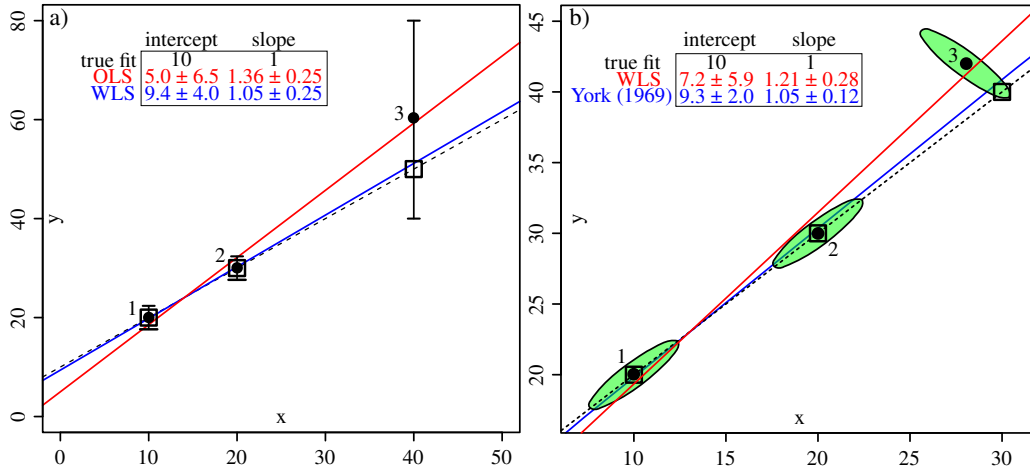 a)
intercept slope
true fit 10 1
OLS 5.0 ± 6.5 1.36 ± 0.25
WLS 9.4 ± 4.0 1.05 ± 0.25
80
60
40
20
0
y
1
2
3
x
0 10 20 30 40 50
b)
intercept slope
true fit 10 1
WLS 7.2 ± 5.9 1.21 ± 0.28
York (1969) 9.3 ± 2.0 1.05 ± 0.12
45
40
35
30
25
20
y
1
2
3
x
10 15 20 25 30